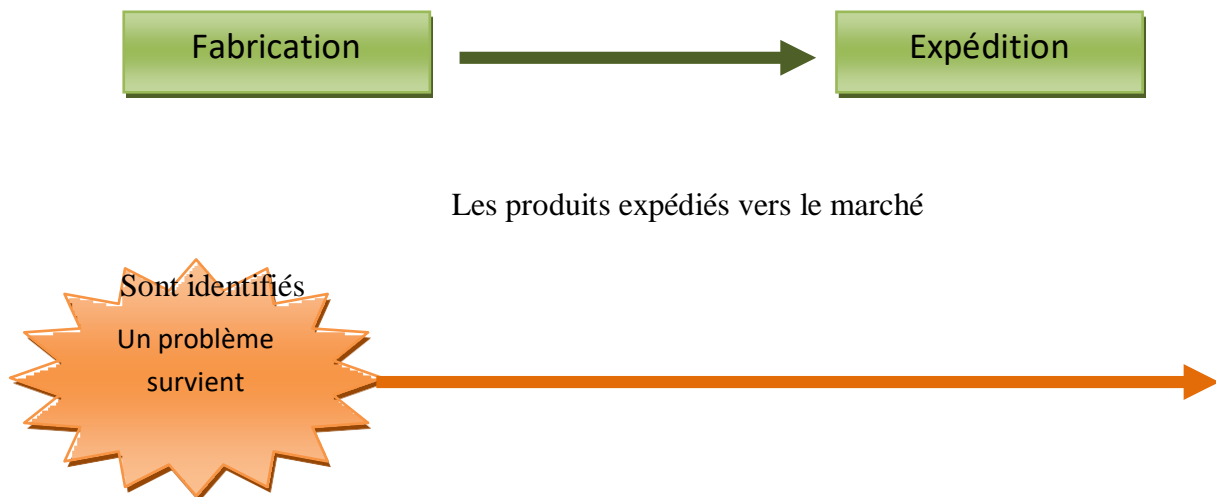 Fabrication
Expédition
Les produits expédiés vers le marché
Sont identifiés
Un problème
survient